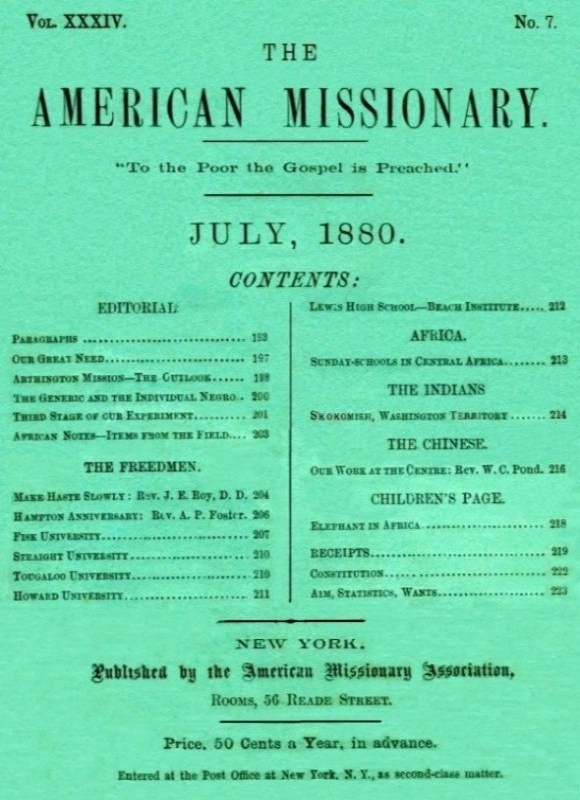 VOL. XXXIV.
No. 7.
THE
AMERICAN MISSIONARY.
"To the Poor the Gospel is Preached."
JULY, 1880.
CONTENTS:
EDITORIAL.
PARAGRAPHS ........ 193
OUR GREAT NEED........ 197
ARTHINGTON MISSION—THE OUTLOOK...... 198
THE GENERIC AND THE INDIVIDUAL NEGRO.. 200
THIRD STAGE OF OUR EXPERIMENT........ 201
AFRICAN NOTES—ITEMS FROM THE FIELD.... 203
THE FREEDMEN.
MAKE HASTE SLOWLY: REV. J. E. ROY, D. D. 204
HAMPTON ANNIVERSARY: REV. A. P. FOSTER. 206
FISK UNIVERSITY........ 207
STRAIGHT UNIVERSITY........ 210
TOUGALOO UNIVERSITY........ 210
HOWARD UNIVERSITY........ 211
LEWIS HIGH SCHOOL—BEACH INSTITUTE..... 212
AFRICA.
SUNDAY-SCHOOLS IN CENTRAL AFRICA........ 213
THE INDIANS
SKOKOMISH, WASHINGTON TERRITORY ....... 214
THE CHINESE.
OUR WORK AT THE CENTRE: REV. W. C. POND. 216
CHILDREN'S PAGE.
ELEPHANT IN AFRICA ........ 218
RECEIPTS........ 219
CONSTITUTION........ 222
AIM, STATISTICS, WANTS........ 223
NEW YORK.
Published by the American Missionary Association,
ROOMS, 56 READE STREET.
Price, 50 Cents a Year, in advance.
Entered at the Post Office at New York, N. Y., as second-class matter.